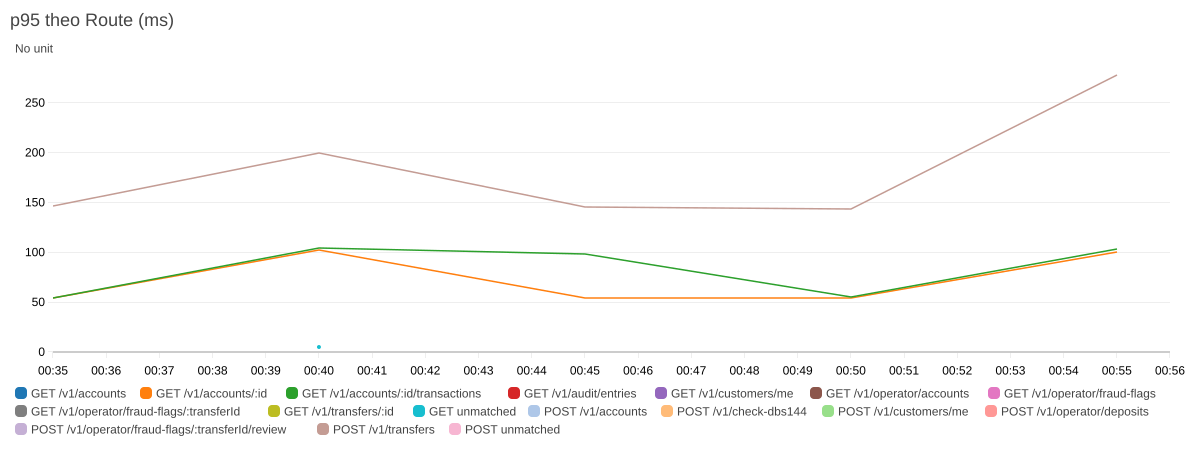 p95 theo Route (ms)
No unit
250
200
150
100
50
0
00:35 00:36 00:37 00:38 00:39 00:40 00:41 00:42 00:43 00:44 00:45 00:46 00:47 00:48 00:49 00:50 00:51 00:52 00:53 00:54 00:55 00:56
GET /v1/accounts GET /v1/accounts/:id GET /v1/accounts/:id/transactions GET /v1/audit/entries GET /v1/customers/me GET /v1/operator/accounts GET /v1/operator/fraud-flags
GET /v1/operator/fraud-flags/:transferId GET /v1/transfers/:id GET unmatched POST /v1/accounts POST /v1/check-dbs144 POST /v1/customers/me POST /v1/operator/deposits
POST /v1/operator/fraud-flags/:transferId/review POST /v1/transfers POST unmatched